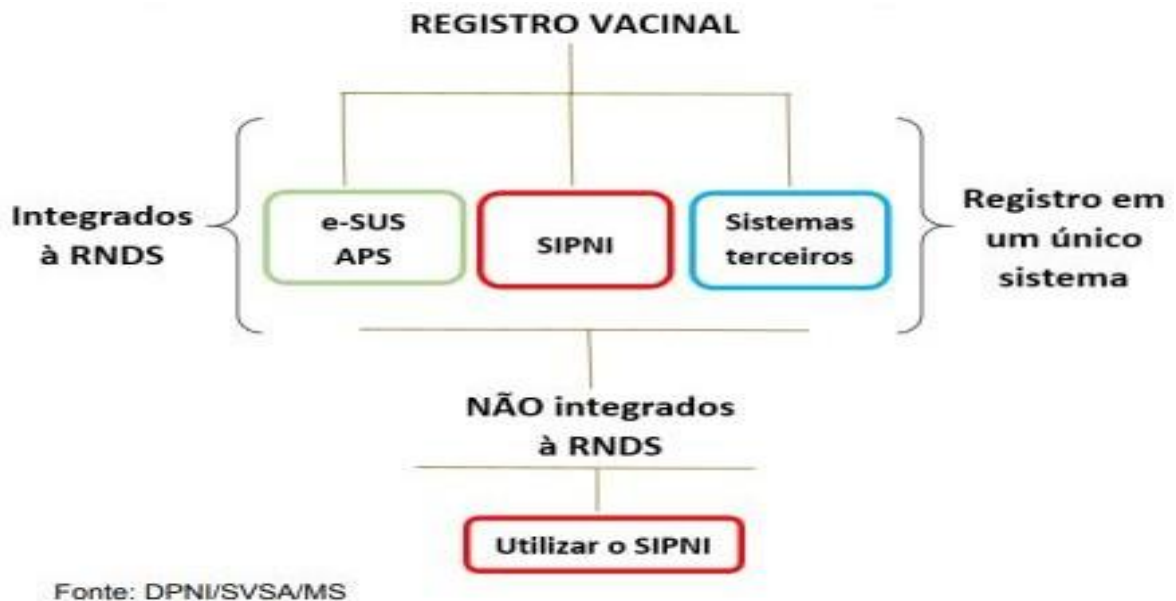 REGISTRO VACINAL
Integrados
à RNDS
e-SUS
APS
SIPNI
Sistemas
terceiros
Registro em
um único
sistema
NÃO integrados
à RNDS
Utilizar o SIPNI
Fonte: DPNI/SVSA/MS